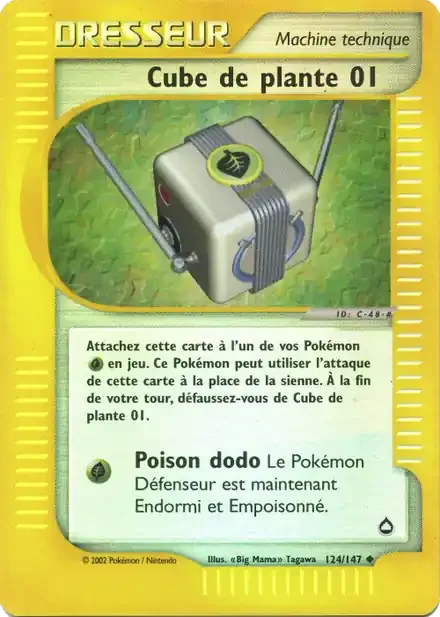 DRESSEUR
Machine technique
Cube de plante 01
ID: C-48-#
Attachez cette carte à l'un de vos Pokémon
en jeu. Ce Pokémon peut utiliser l'attaque
de cette carte à la place de la sienne. À la fin
de votre tour, défaussez-vous de Cube de
plante 01.
Poison dodo Le Pokémon
Défenseur est maintenant
Endormi et Empoisonné.
© 2002 Pokémon / Nintendo Illus. «Big Mama» Tagawa 124/147 ◆